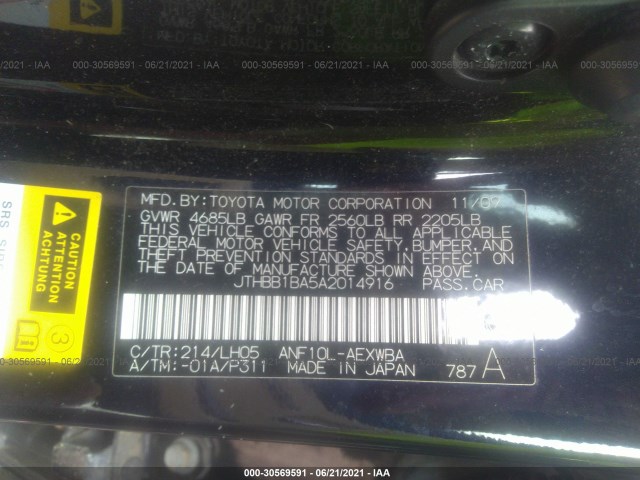 000-30569591 - 06/21/2021 - IAA
000-30569591 - 06/21/2021 - IAA
000-30569591 - 06/21/2021 - IAA
MFD. BY: TOYOTA MOTOR CORPORATION 11/09
GVWR 4685LB GAWR FR 2560LB RR 2205LB
THIS VEHICLE CONFORMS TO ALL APPLICABLE
FEDERAL MOTOR VEHICLE SAFETY, BUMPER, AND
THEFT PREVENTION STANDARDS IN EFFECT ON
THE DATE OF MANUFACTURE SHOWN ABOVE.
JTHBB1BA5A2014916 PASS. CAR
C/TR: 214/LH05 ANF10L-AEXWBA
A/TM: -01A/P311 MADE IN JAPAN 787 A
CAUTION
ACHTUNG
SRS SIDE
3
000-30569591 - 06/21/2021 - IAA
000-30569591 - 06/21/2021 - IAA